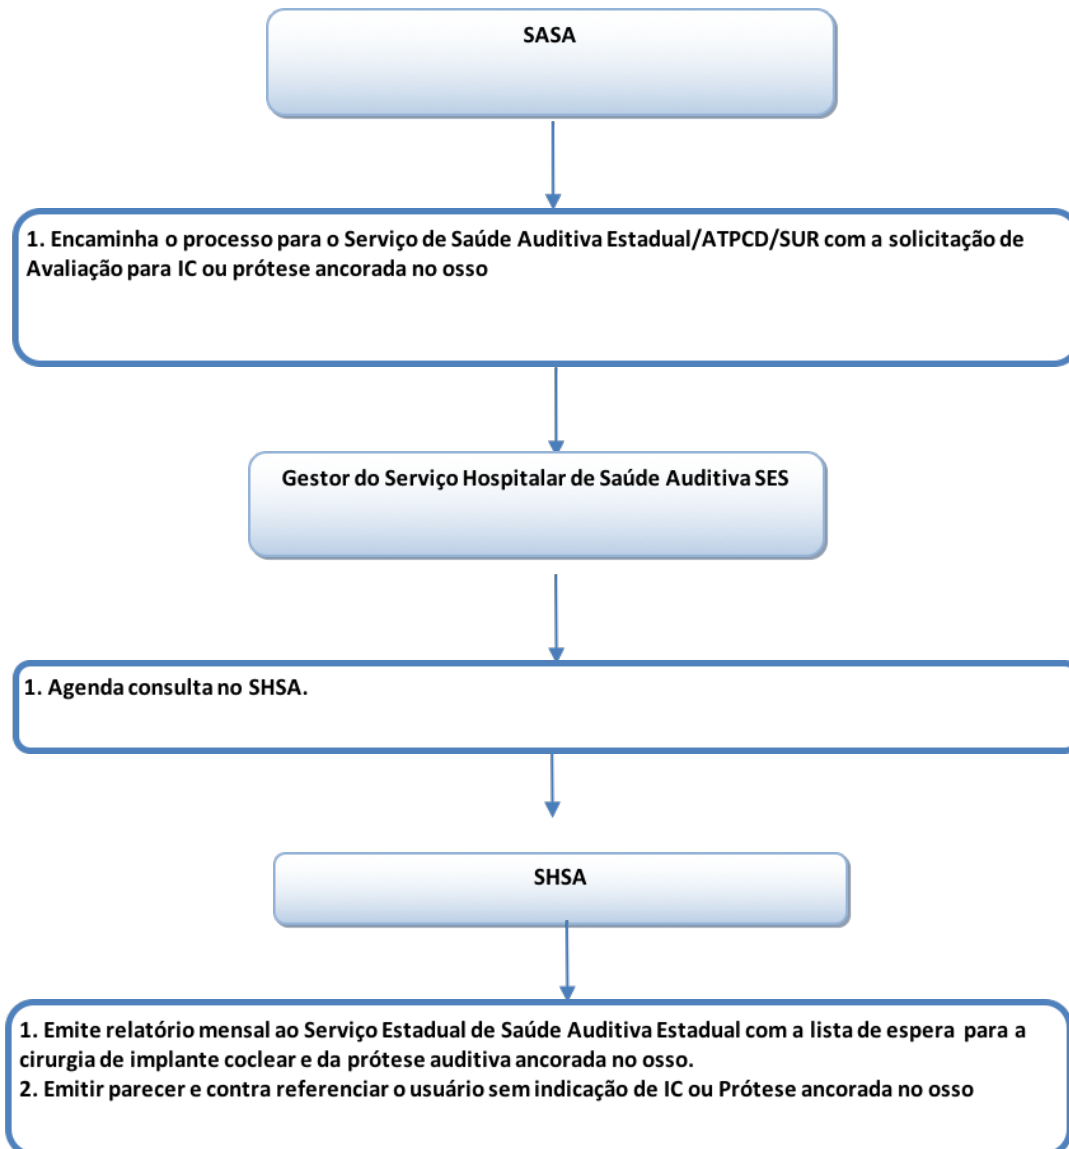 SASA
1. Encaminha o processo para o Serviço de Saúde Auditiva Estadual/ATPCD/SUR com a solicitação de
Avaliação para IC ou prótese ancorada no osso
Gestor do Serviço Hospitalar de Saúde Auditiva SES
1. Agenda consulta no SHSA.
SHSA
1. Emite relatório mensal ao Serviço Estadual de Saúde Auditiva Estadual com a lista de espera para a
cirurgia de implante coclear e da prótese auditiva ancorada no osso.
2. Emitir parecer e contra referenciar o usuário sem indicação de IC ou Prótese ancorada no osso